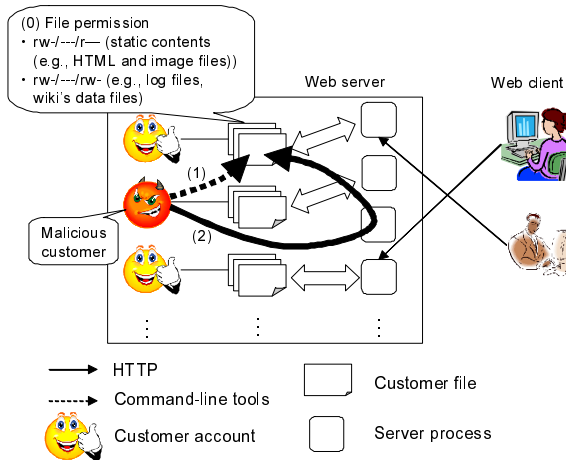 (0) File permission
• rw-/---/r— (static contents
(e.g., HTML and image files))
• rw-/---/rw- (e.g., log files,
wiki's data files)
Web server
Web client
(1)
Malicious
customer
(2)
HTTP
Command-line tools
Customer account
Customer file
Server process